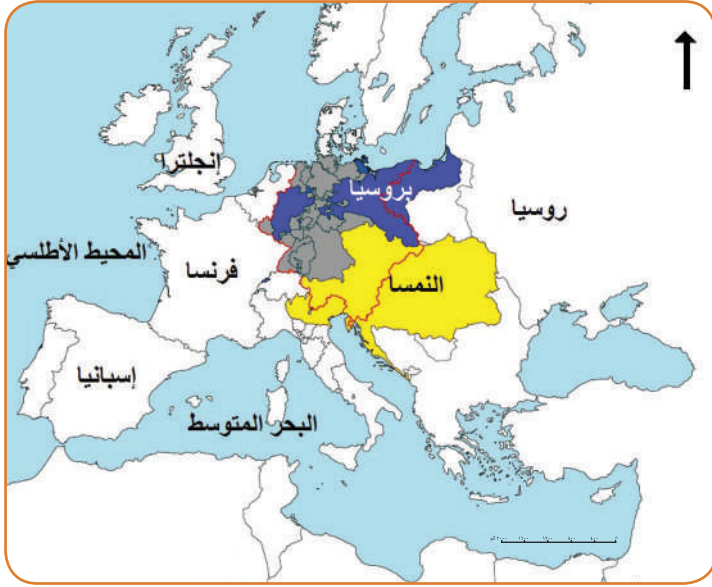 إنجلترا
بروسيا
روسيا
المحيط الأطلسي
فرنسا
النمسا
إسبانيا
البحر المتوسط